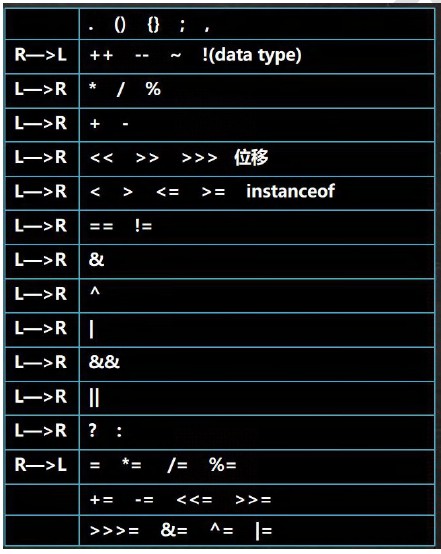 . () {} ; ,
R—>L ++ -- ~ !(data type)
L—>R * / %
L—>R + -
L—>R << >> >>> 位移
L—>R < > <= >= instanceof
L—>R == !=
L—>R &
L—>R ^
L—>R |
L—>R &&
L—>R ||
L—>R ? :
R—>L = *= /= %=
+= -= <<= >>=
>>>= &= ^= |=